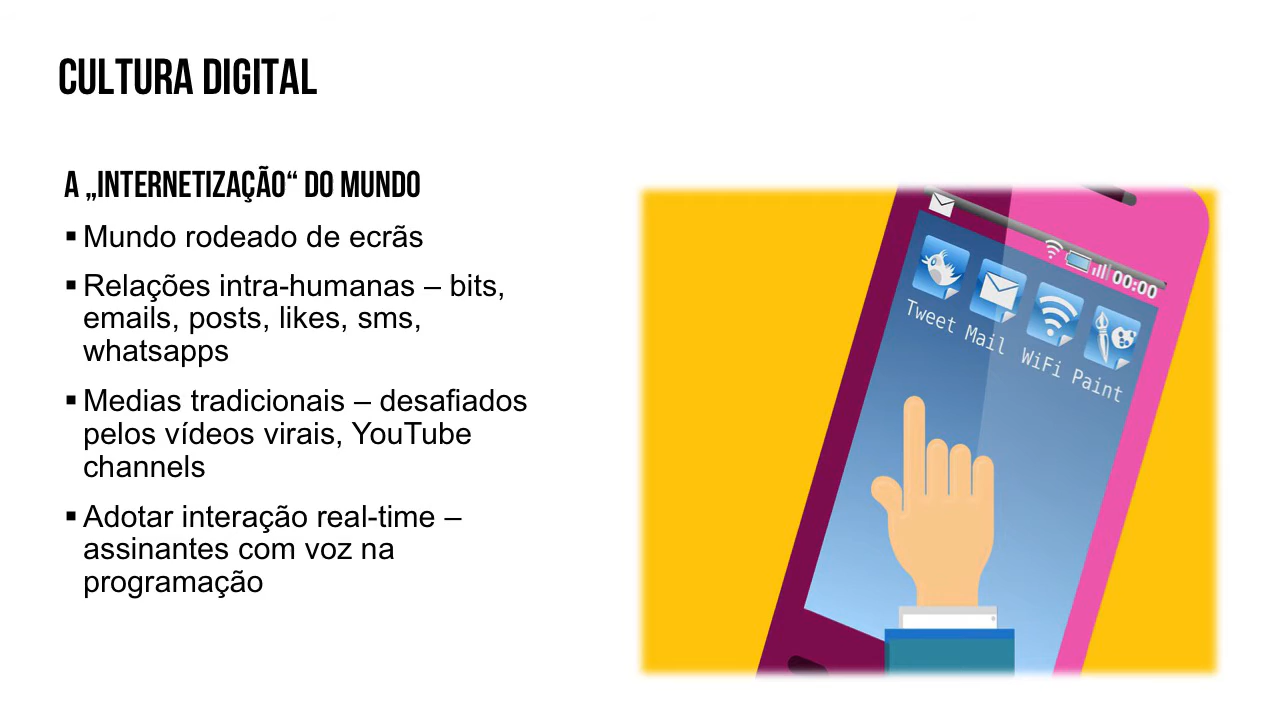 CULTURA DIGITAL
A „INTERNETIZAÇÃO“ DO MUNDO
▪ Mundo rodeado de ecrãs
▪ Relações intra-humanas – bits,
emails, posts, likes, sms,
whatsapps
▪ Medias tradicionais – desafiados
pelos vídeos virais, YouTube
channels
▪ Adotar interação real-time –
assinantes com voz na
programação
00:00
Tweet Mail WiFi Paint